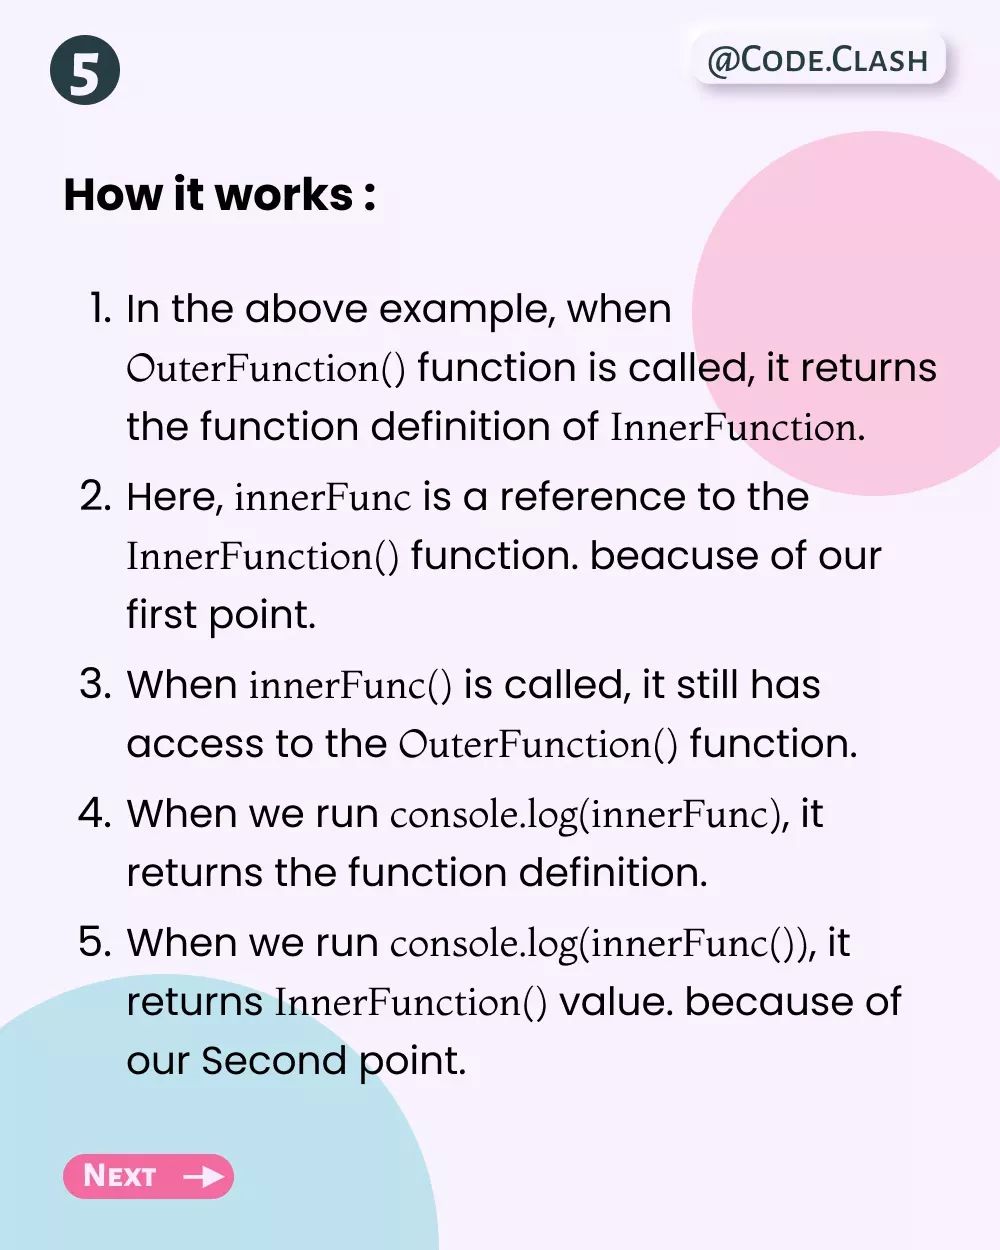 5
@Code.Clash
How it works :
1. In the above example, when
OuterFunction() function is called, it returns
the function definition of InnerFunction.
2. Here, innerFunc is a reference to the
InnerFunction() function. beacuse of our
first point.
3. When innerFunc() is called, it still has
access to the OuterFunction() function.
4. When we run console.log(innerFunc), it
returns the function definition.
5. When we run console.log(innerFunc()), it
returns InnerFunction() value. because of
our Second point.
Next